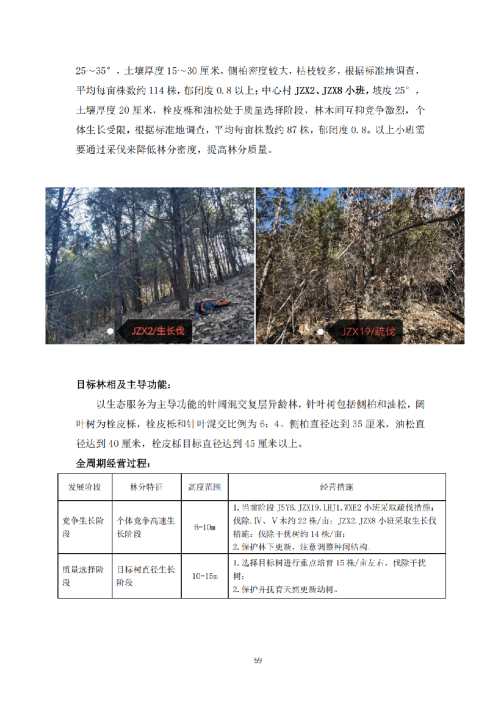 25～35°，土壤厚度 15～30 厘米，侧柏密度较大，枯枝较多，根据标准地调查，
平均每亩株数约 114 株，郁闭度 0.8 以上；中心村 JZX2、JZX8 小班，坡度 25°，
土壤厚度 20 厘米，栓皮栎和油松处于质量选择阶段，林木间互抑竞争激烈，个
体生长受限，根据标准地调查，平均每亩株数约 87 株，郁闭度 0.8。以上小班需
要通过采伐来降低林分密度，提高林分质量。
JZX2/生长伐
JZX19/疏伐
目标林相及主导功能：
以生态服务为主导功能的针阔混交复层异龄林，针叶树包括侧柏和油松，阔
叶树为栓皮栎，栓皮栎和针叶混交比例为 6：4。侧柏直径达到 35 厘米，油松直
径达到 40 厘米，栓皮栎目标直径达到 45 厘米以上。
全周期经营过程：
发展阶段 林分特征 高度范围 经营措施
竞争生长阶段 个体竞争高速生长阶段 6-10m
1.当前阶段 JSY6、JZX19、LHJ1、WXE2 小班采取疏伐措施；
伐除Ⅳ、Ⅴ木约 22 株/亩；JZX2、JZX8 小班采取生长伐
措施；伐除干扰树约 14 株/亩；
2.保护林下更新，注意调整种间结构。
质量选择阶段 目标树直径生长阶段 10-15m
1.选择目标树进行重点培育 15 株/亩左右，伐除干扰
树；
2.保护并抚育天然更新幼树。
59